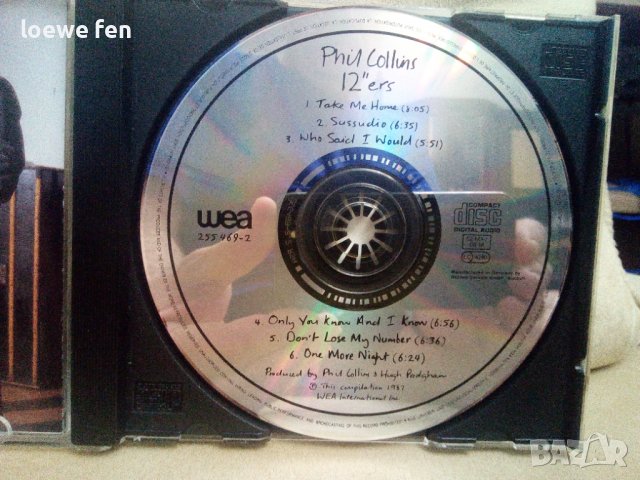 loewe fen
Phil Collins
12"ers
1. Take Me Home (8:05)
2. Sussudio (6:35)
3. Who Said I Would (5:51)
wea
255 469-2
COMPACT
disc
DIGITAL AUDIO
4. Only You Know And I Know (6:56)
5. Don't Lose My Number (6:36)
6. One More Night (6:24)
Produced by Phil Collins & Hugh Padgham
℗ This compilation 1987
WEA International Inc.
BAZAR